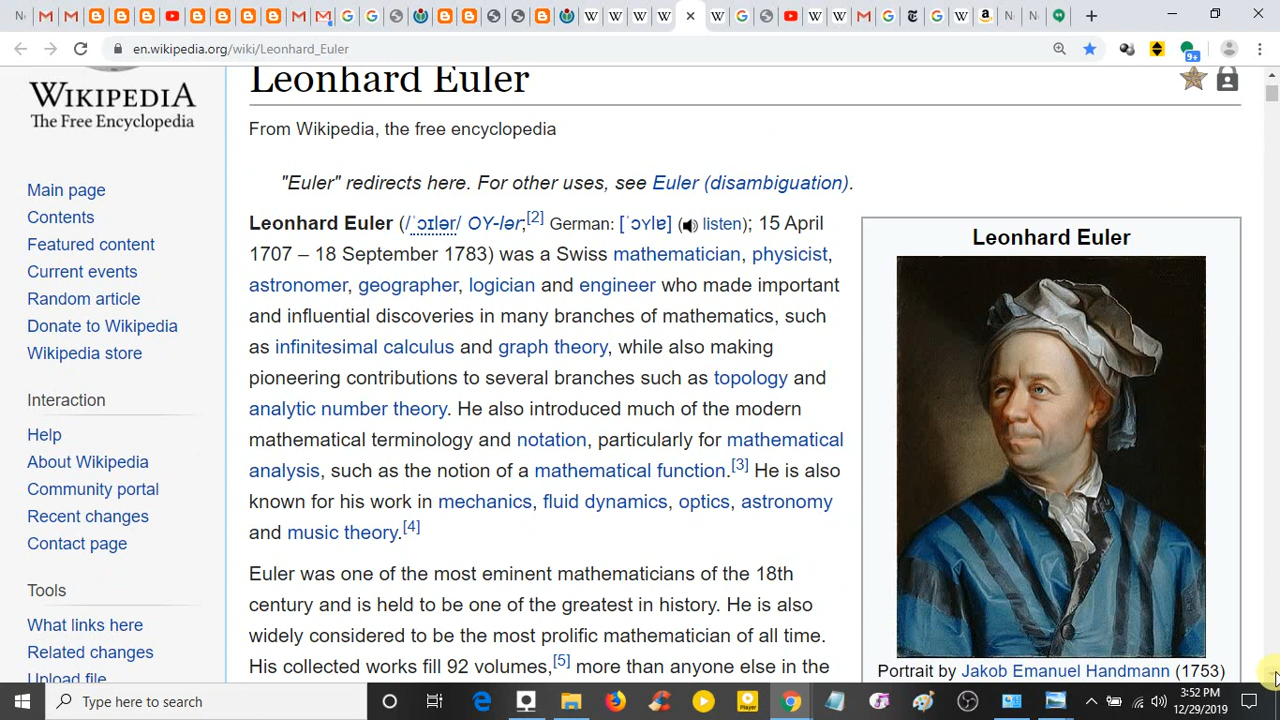 en.wikipedia.org/wiki/Leonhard_Euler
9+
WIKIPEDIA
The Free Encyclopedia
Main page
Contents
Featured content
Current events
Random article
Donate to Wikipedia
Wikipedia store
Interaction
Help
About Wikipedia
Community portal
Recent changes
Contact page
Tools
What links here
Related changes
Upload file
Leonhard Euler
From Wikipedia, the free encyclopedia
"Euler" redirects here. For other uses, see Euler (disambiguation).
Leonhard Euler (/ˈɔɪlər/ OY-lər;[2] German: [ˈɔʏlɐ] (listen); 15 April
1707 – 18 September 1783) was a Swiss mathematician, physicist,
astronomer, geographer, logician and engineer who made important
and influential discoveries in many branches of mathematics, such
as infinitesimal calculus and graph theory, while also making
pioneering contributions to several branches such as topology and
analytic number theory. He also introduced much of the modern
mathematical terminology and notation, particularly for mathematical
analysis, such as the notion of a mathematical function.[3] He is also
known for his work in mechanics, fluid dynamics, optics, astronomy
and music theory.[4]
Euler was one of the most eminent mathematicians of the 18th
century and is held to be one of the greatest in history. He is also
widely considered to be the most prolific mathematician of all time.
His collected works fill 92 volumes,[5] more than anyone else in the
Leonhard Euler
Portrait by Jakob Emanuel Handmann (1753)
Type here to search
Player
3:52 PM
12/29/2019